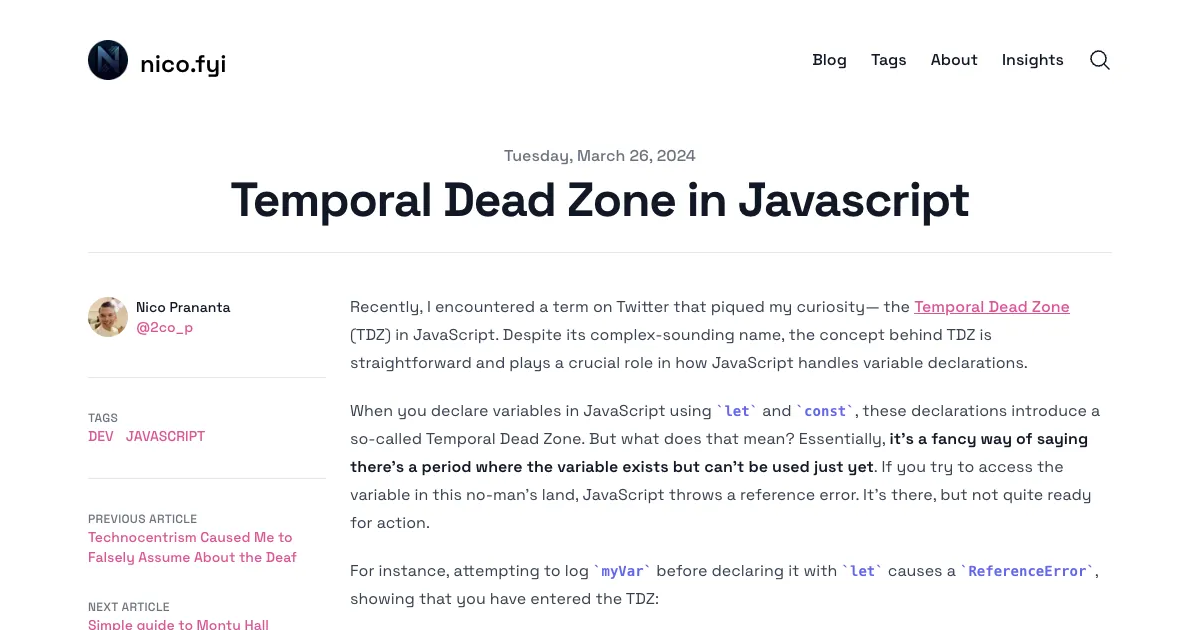 nico.fyi
Blog Tags About Insights
Tuesday, March 26, 2024
Temporal Dead Zone in Javascript
Nico Prananta
@2co_p
TAGS
DEV JAVASCRIPT
PREVIOUS ARTICLE
Technocentrism Caused Me to
Falsely Assume About the Deaf
NEXT ARTICLE
Simple guide to Monty Hall
Recently, I encountered a term on Twitter that piqued my curiosity— the Temporal Dead Zone
(TDZ) in JavaScript. Despite its complex-sounding name, the concept behind TDZ is
straightforward and plays a crucial role in how JavaScript handles variable declarations.
When you declare variables in JavaScript using `let` and `const`, these declarations introduce a
so-called Temporal Dead Zone. But what does that mean? Essentially, it's a fancy way of saying
there's a period where the variable exists but can't be used just yet. If you try to access the
variable in this no-man's land, JavaScript throws a reference error. It's there, but not quite ready
for action.
For instance, attempting to log `myVar` before declaring it with `let` causes a `ReferenceError`,
showing that you have entered the TDZ: